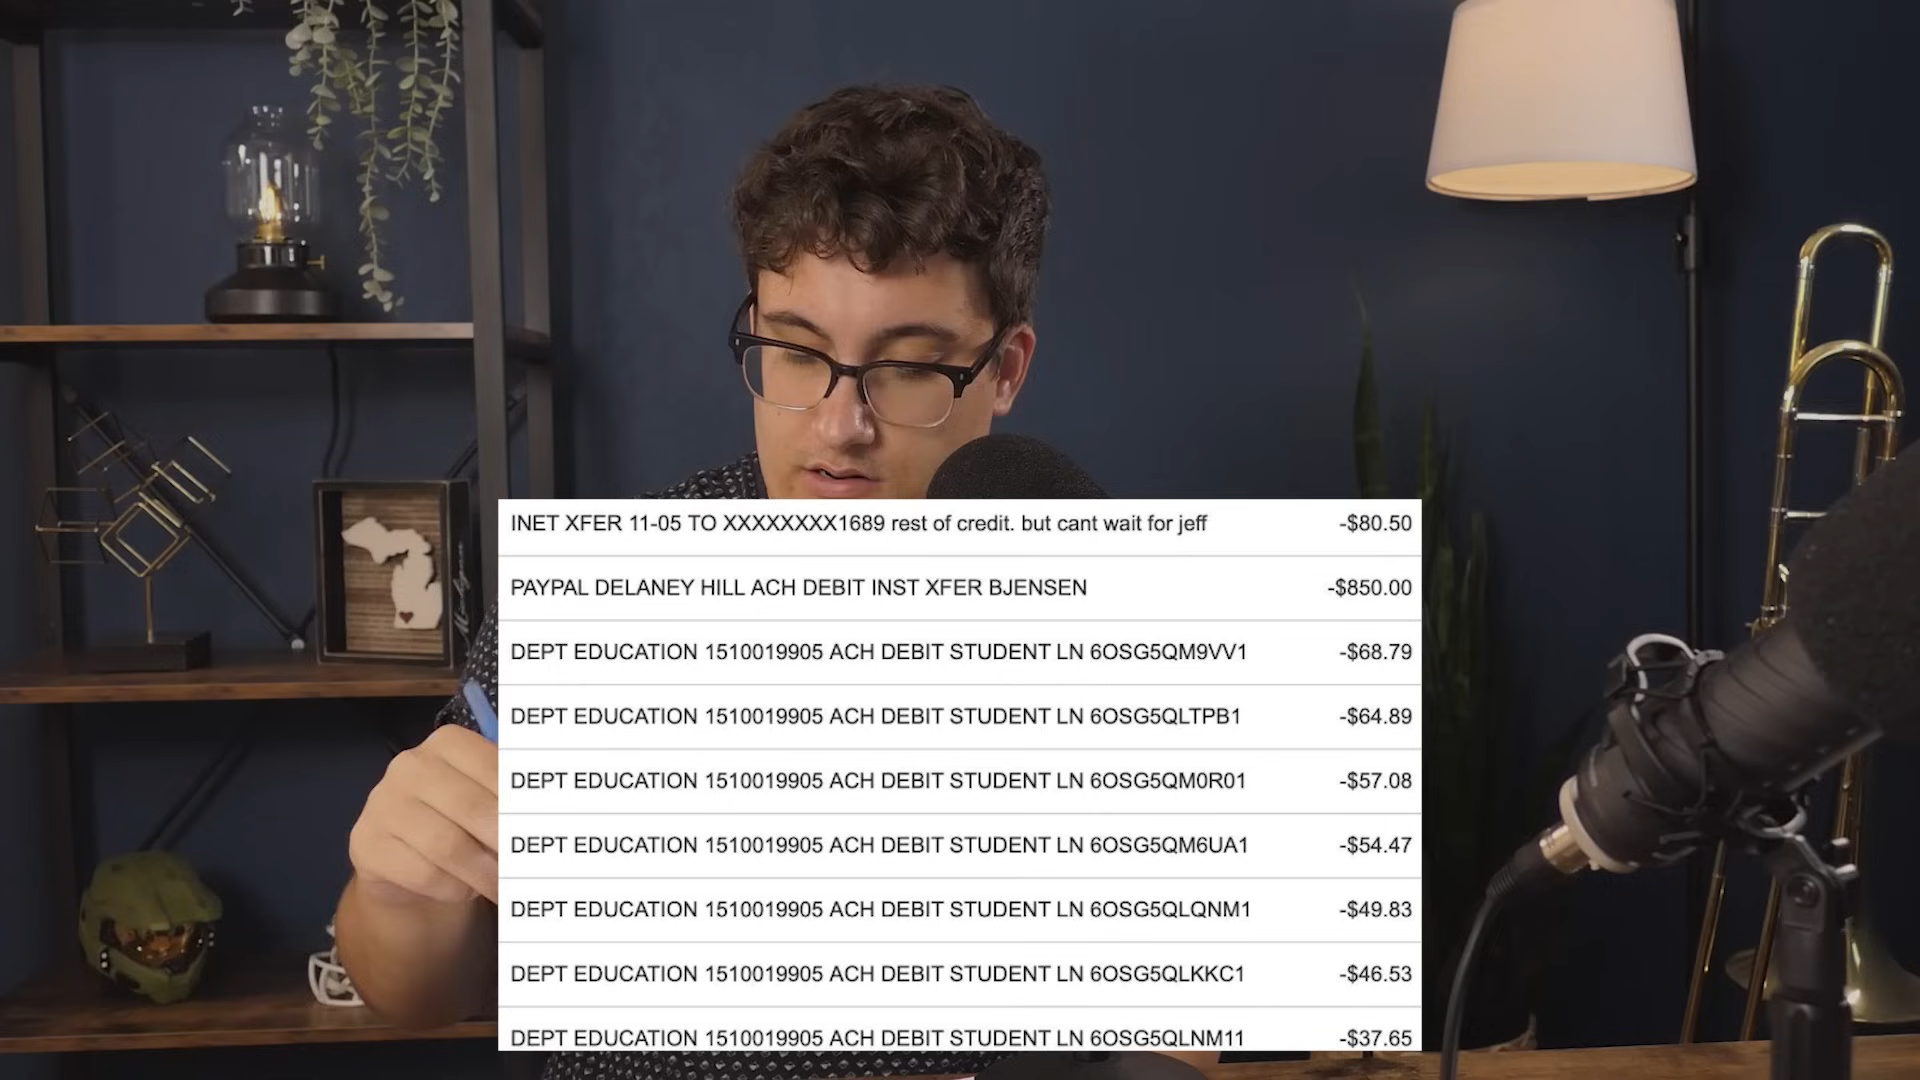 INET XFER 11-05 TO XXXXXXXX1689 rest of credit. but cant wait for jeff -$80.50
PAYPAL DELANEY HILL ACH DEBIT INST XFER BJENSEN -$850.00
DEPT EDUCATION 1510019905 ACH DEBIT STUDENT LN 6OSG5QM9VV1 -$68.79
DEPT EDUCATION 1510019905 ACH DEBIT STUDENT LN 6OSG5QLTPB1 -$64.89
DEPT EDUCATION 1510019905 ACH DEBIT STUDENT LN 6OSG5QM0R01 -$57.08
DEPT EDUCATION 1510019905 ACH DEBIT STUDENT LN 6OSG5QM6UA1 -$54.47
DEPT EDUCATION 1510019905 ACH DEBIT STUDENT LN 6OSG5QLQNM1 -$49.83
DEPT EDUCATION 1510019905 ACH DEBIT STUDENT LN 6OSG5QLKKC1 -$46.53
DEPT EDUCATION 1510019905 ACH DEBIT STUDENT LN 6OSG5QLNM11 -$37.65